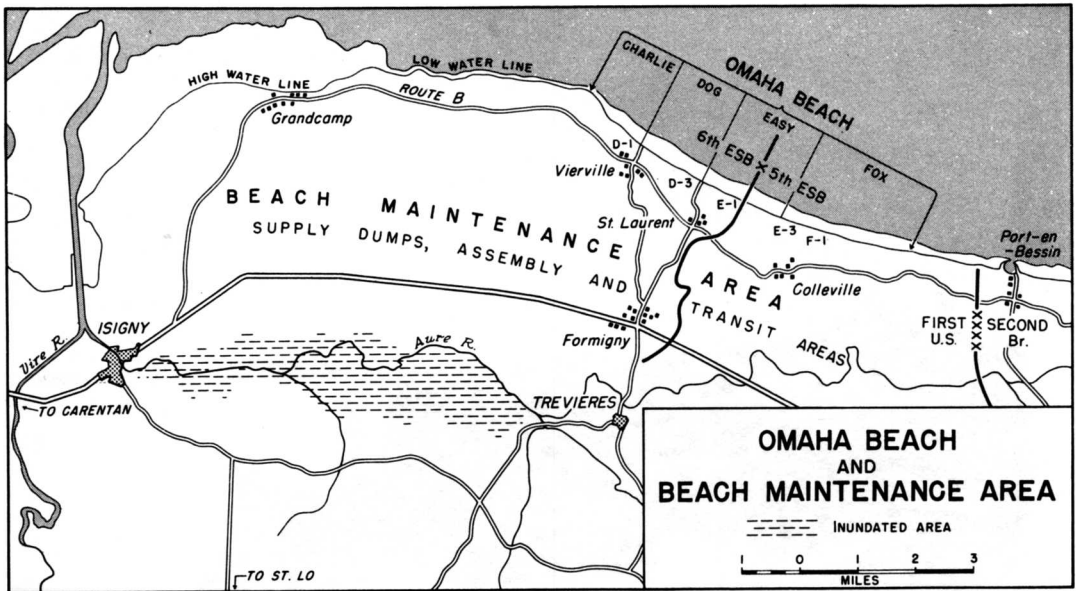 OMAHA BEACH
CHARLIE
DOG
EASY
FOX
6th ESB X 5th ESB
LOW WATER LINE
HIGH WATER LINE
ROUTE B
Grandcamp
D-1
Vierville
D-3
St. Laurent
E-1
E-3
F-1
Colleville
Port-en
-Bessin
BEACH MAINTENANCE AREA
SUPPLY DUMPS, ASSEMBLY AND TRANSIT AREAS
FIRST XXXX SECOND
U.S. Br.
Formigny
ISIGNY
Vire R.
Aure R.
TO CARENTAN
TREVIERES
TO ST. LO
OMAHA BEACH
AND
BEACH MAINTENANCE AREA
INUNDATED AREA
1 0 1 2 3
MILES